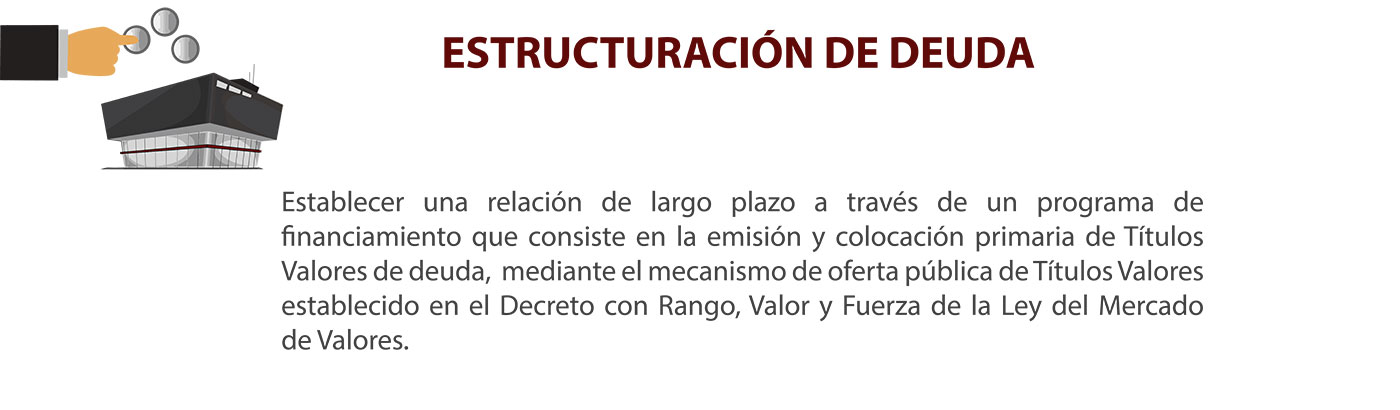 ESTRUCTURACIÓN DE DEUDA
Establecer una relación de largo plazo a través de un programa de
financiamiento que consiste en la emisión y colocación primaria de Títulos
Valores de deuda, mediante el mecanismo de oferta pública de Títulos Valores
establecido en el Decreto con Rango, Valor y Fuerza de la Ley del Mercado
de Valores.